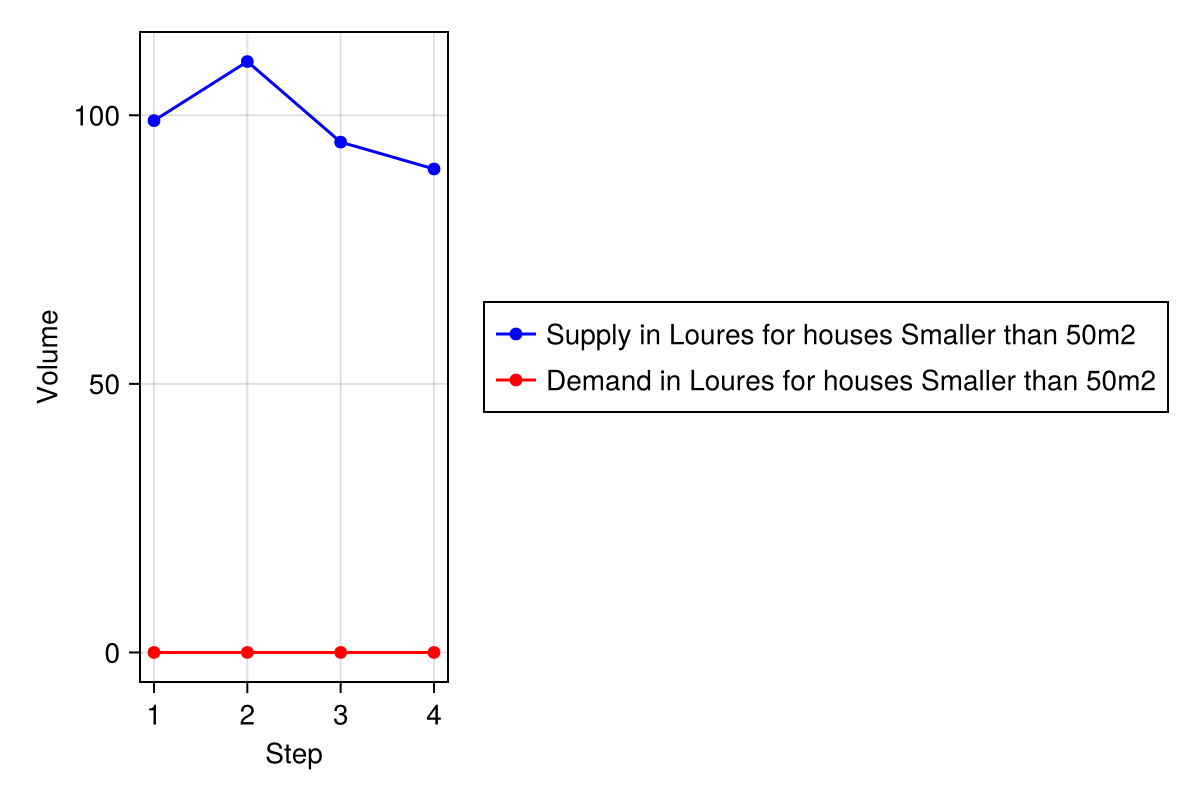 Volume
100
50
0
1 2 3 4
Step
Supply in Loures for houses Smaller than 50m2
Demand in Loures for houses Smaller than 50m2